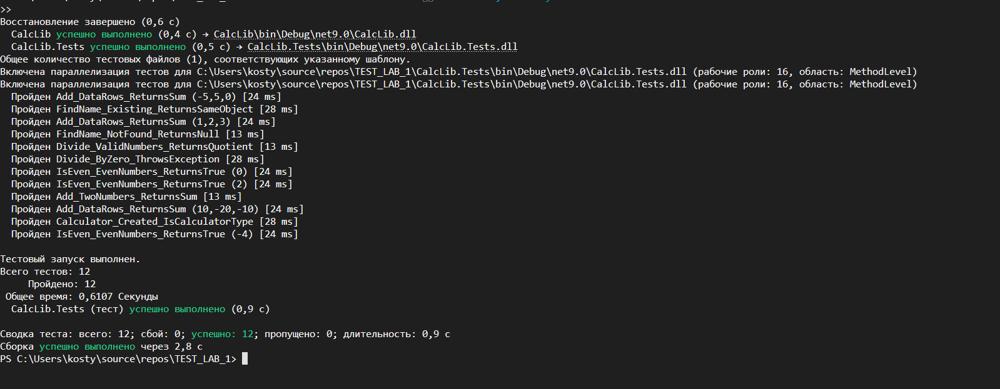 >>
Восстановление завершено (0,6 с)
  CalcLib успешно выполнено (0,4 с) → CalcLib\bin\Debug\net9.0\CalcLib.dll
  CalcLib.Tests успешно выполнено (0,5 с) → CalcLib.Tests\bin\Debug\net9.0\CalcLib.Tests.dll
Общее количество тестовых файлов (1), соответствующих указанному шаблону.
Включена параллелизация тестов для C:\Users\kosty\source\repos\TEST_LAB_1\CalcLib.Tests\bin\Debug\net9.0\CalcLib.Tests.dll (рабочие роли: 16, область: MethodLevel)
Включена параллелизация тестов для C:\Users\kosty\source\repos\TEST_LAB_1\CalcLib.Tests\bin\Debug\net9.0\CalcLib.Tests.dll (рабочие роли: 16, область: MethodLevel)
  Пройден Add_DataRows_ReturnsSum (-5,5,0) [24 ms]
  Пройден FindName_Existing_ReturnsSameObject [28 ms]
  Пройден Add_DataRows_ReturnsSum (1,2,3) [24 ms]
  Пройден FindName_NotFound_ReturnsNull [13 ms]
  Пройден Divide_ValidNumbers_ReturnsQuotient [13 ms]
  Пройден Divide_ByZero_ThrowsException [28 ms]
  Пройден IsEven_EvenNumbers_ReturnsTrue (0) [24 ms]
  Пройден IsEven_EvenNumbers_ReturnsTrue (2) [24 ms]
  Пройден Add_TwoNumbers_ReturnsSum [13 ms]
  Пройден Add_DataRows_ReturnsSum (10,-20,-10) [24 ms]
  Пройден Calculator_Created_IsCalculatorType [28 ms]
  Пройден IsEven_EvenNumbers_ReturnsTrue (-4) [24 ms]
Тестовый запуск выполнен.
Всего тестов: 12
     Пройдено: 12
 Общее время: 0,6107 Секунды
  CalcLib.Tests (тест) успешно выполнено (0,9 с)
Сводка теста: всего: 12; сбой: 0; успешно: 12; пропущено: 0; длительность: 0,9 с
Сборка успешно выполнено через 2,8 с
PS C:\Users\kosty\source\repos\TEST_LAB_1>